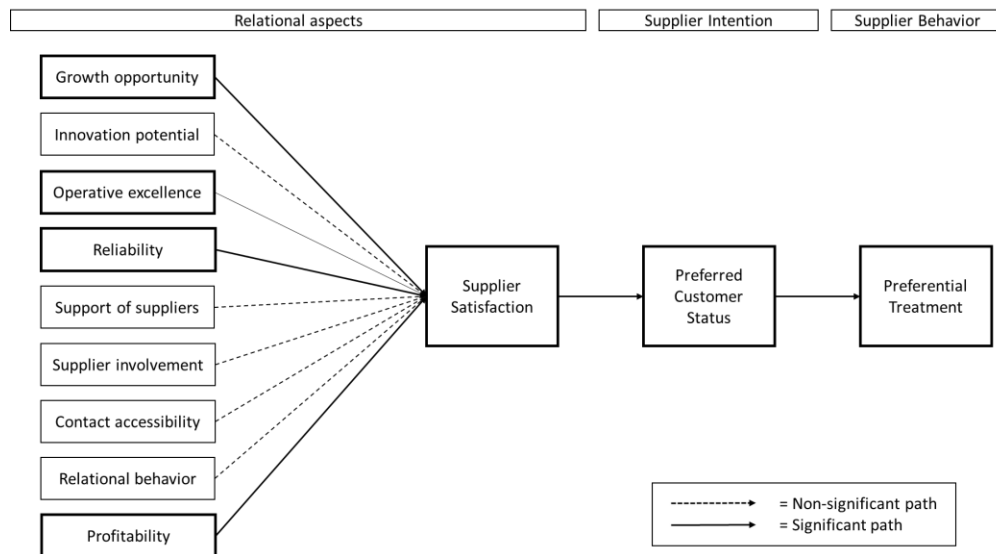 Relational aspects
Supplier Intention
Supplier Behavior
Growth opportunity
Innovation potential
Operative excellence
Reliability
Support of suppliers
Supplier involvement
Contact accessibility
Relational behavior
Profitability
Supplier
Satisfaction
Preferred
Customer
Status
Preferential
Treatment
= Non-significant path
= Significant path